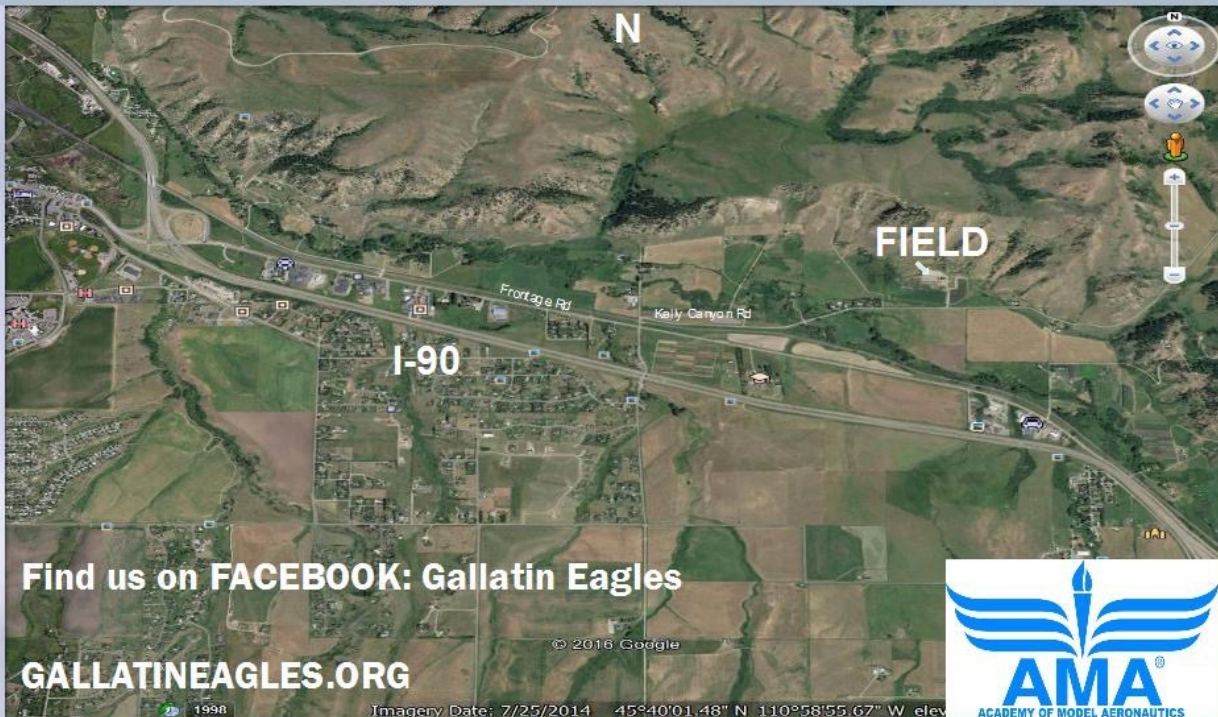 N
N
FIELD
Frontage Rd
Kelly Canyon Rd
I-90
H
H
Find us on FACEBOOK: Gallatin Eagles
© 2016 Google
GALLATINEAGLES.ORG
1998
Imagery Date: 7/25/2014 45°40'01.48" N 110°58'55.67" W elev
AMA®
ACADEMY OF MODEL AERONAUTICS